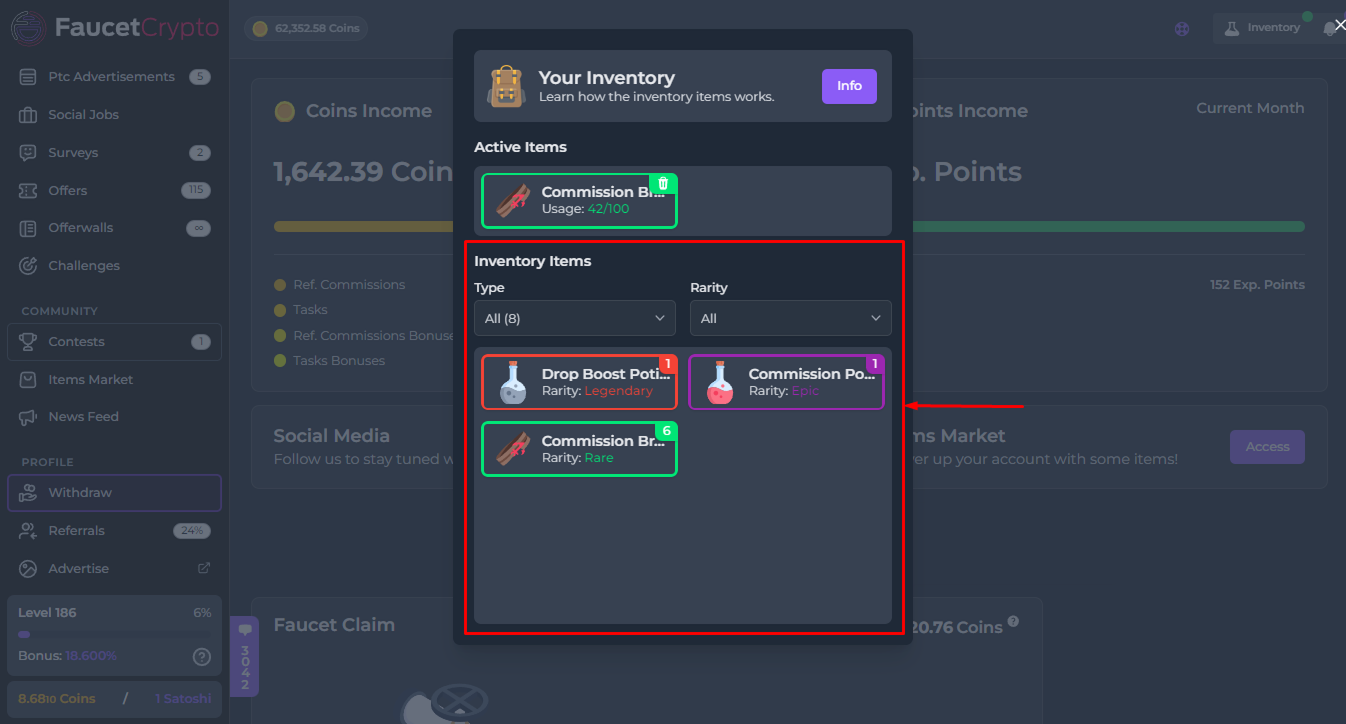 FaucetCrypto
Ptc Advertisements 5
Social Jobs
Surveys 2
Offers 115
Offerwalls ∞
Challenges
COMMUNITY
Contests 1
Items Market
News Feed
PROFILE
Withdraw
Referrals 24%
Advertise
Level 186 6%
Bonus: 18.600%
8.6810 Coins / 1 Satoshi
62,352.58 Coins
Inventory
Coins Income
1,642.39 Coin
Ref. Commissions
Tasks
Ref. Commissions Bonuse
Tasks Bonuses
Social Media
Follow us to stay tuned w
Faucet Claim
3042
Your Inventory
Learn how the inventory items works.
Info
Active Items
Commission B...
Usage: 42/100
Inventory Items
Type Rarity
All (8) All
Drop Boost Poti... 1
Rarity: Legendary
Commission Po... 1
Rarity: Epic
Commission Br... 6
Rarity: Rare
oints Income Current Month
p. Points
152 Exp. Points
ms Market
er up your account with some items!
Access
20.76 Coins ?